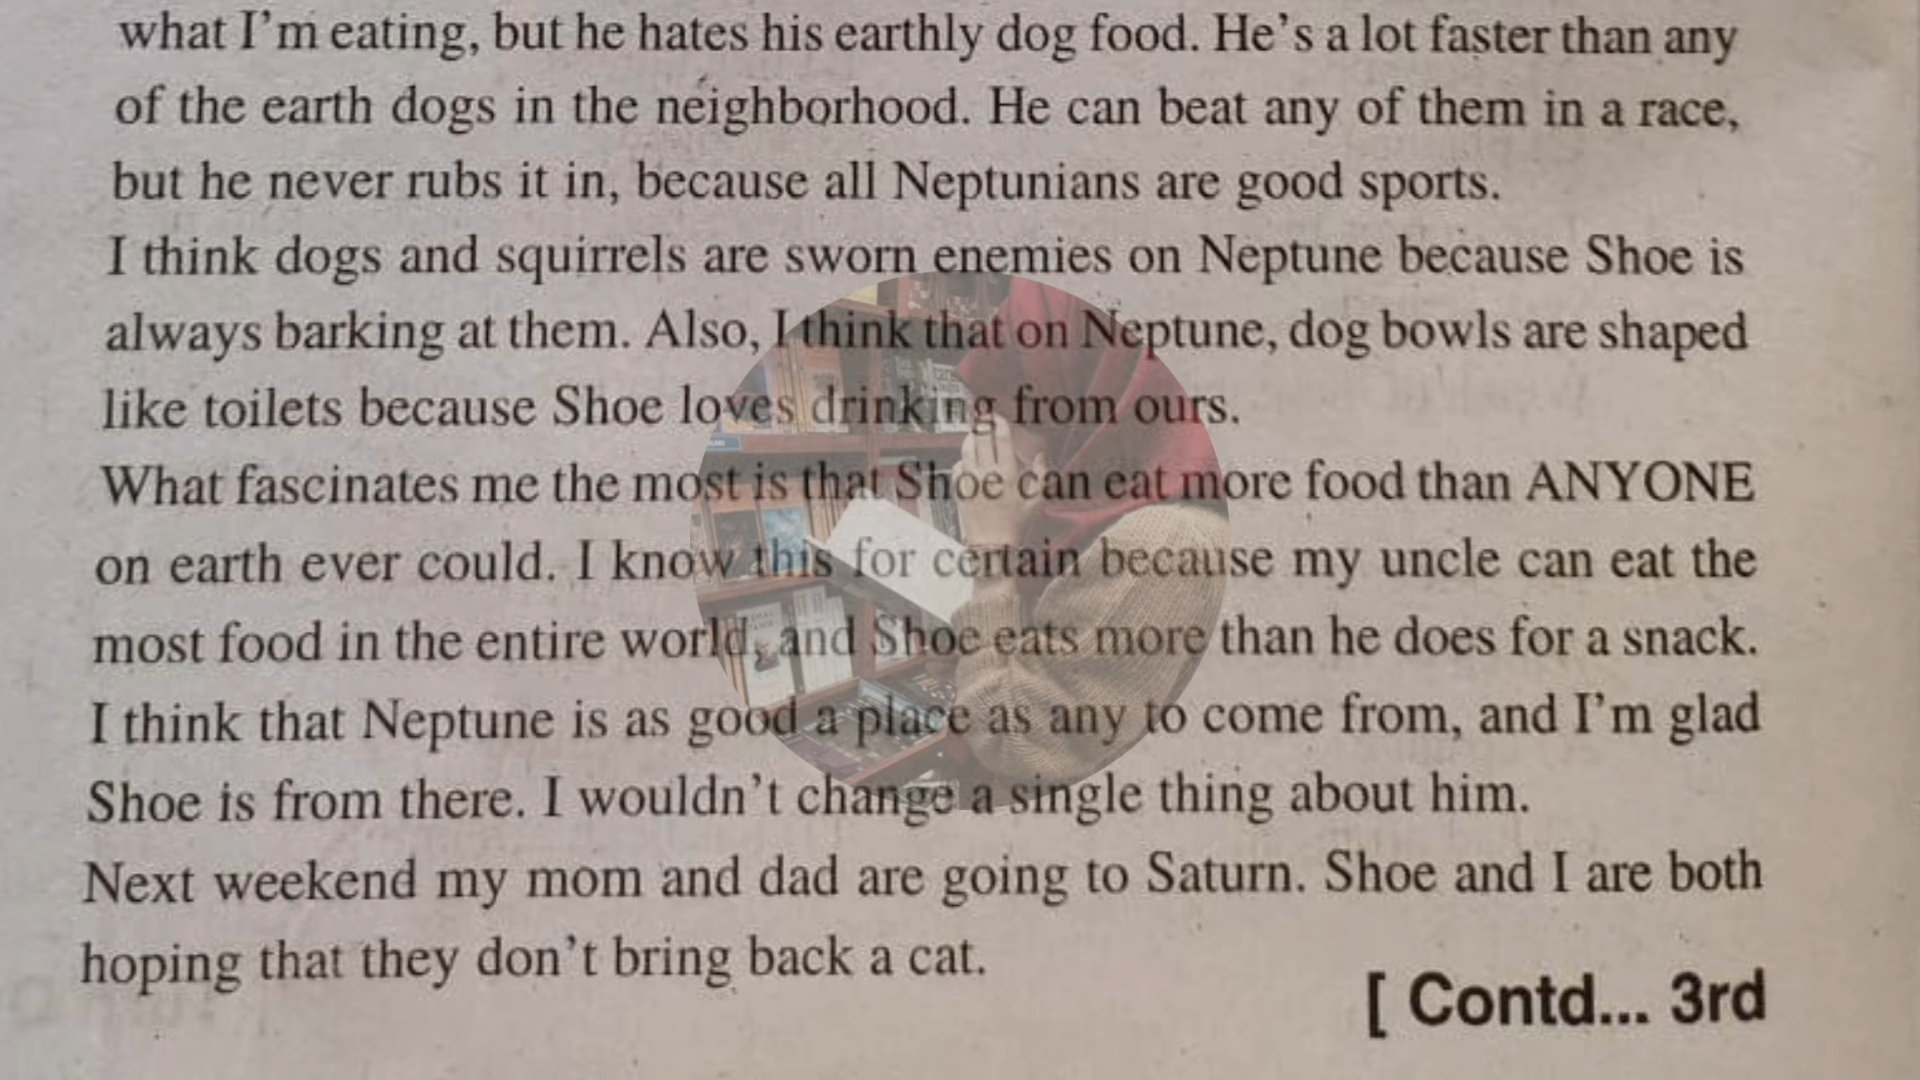 what I'm eating, but he hates his earthly dog food. He's a lot faster than any
of the earth dogs in the neighborhood. He can beat any of them in a race,
but he never rubs it in, because all Neptunians are good sports.
I think dogs and squirrels are sworn enemies on Neptune because Shoe is
always barking at them. Also, I think that on Neptune, dog bowls are shaped
like toilets because Shoe loves drinking from ours.
What fascinates me the most is that Shoe can eat more food than ANYONE
on earth ever could. I know this for certain because my uncle can eat the
most food in the entire world, and Shoe eats more than he does for a snack.
I think that Neptune is as good a place as any to come from, and I'm glad
Shoe is from there. I wouldn't change a single thing about him.
Next weekend my mom and dad are going to Saturn. Shoe and I are both
hoping that they don't bring back a cat.
[ Contd... 3rd